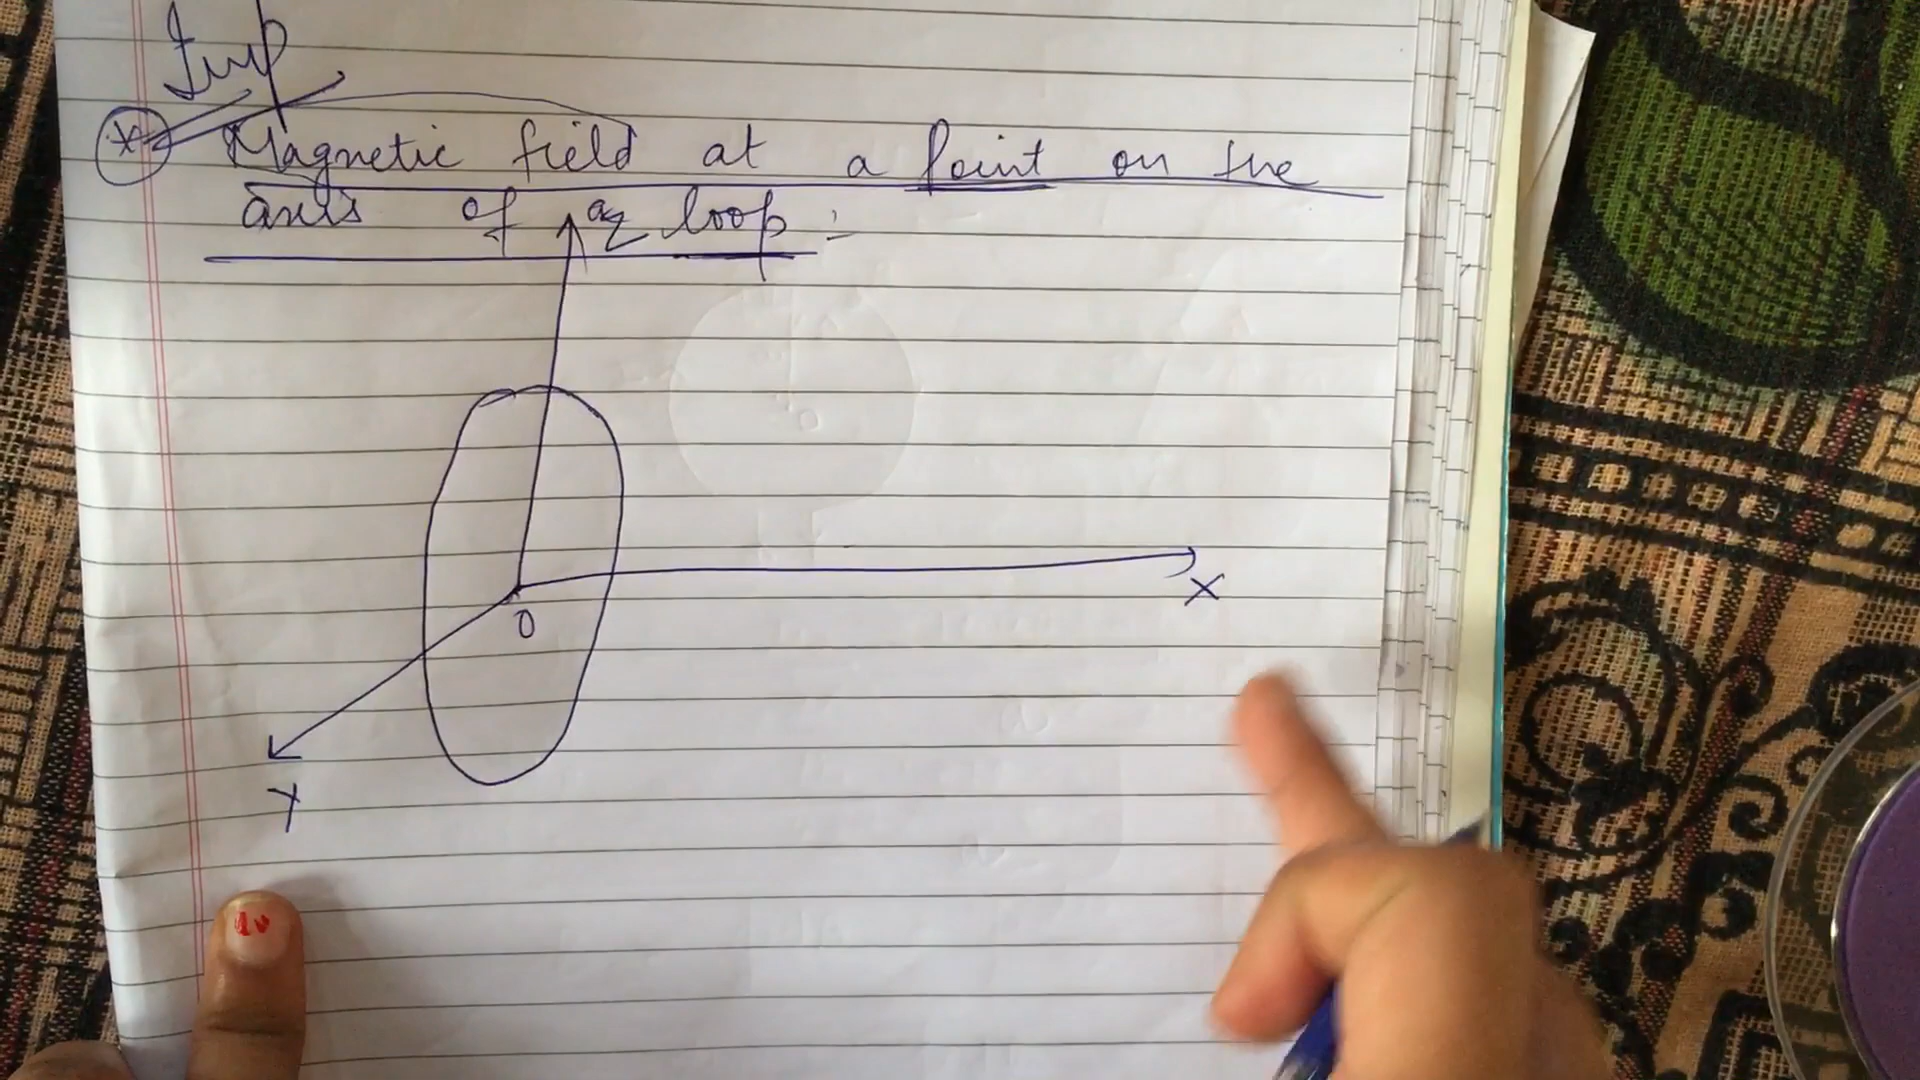 Imp
* Magnetic field at a point on the
axis of a loop :
Z
X
O
Y